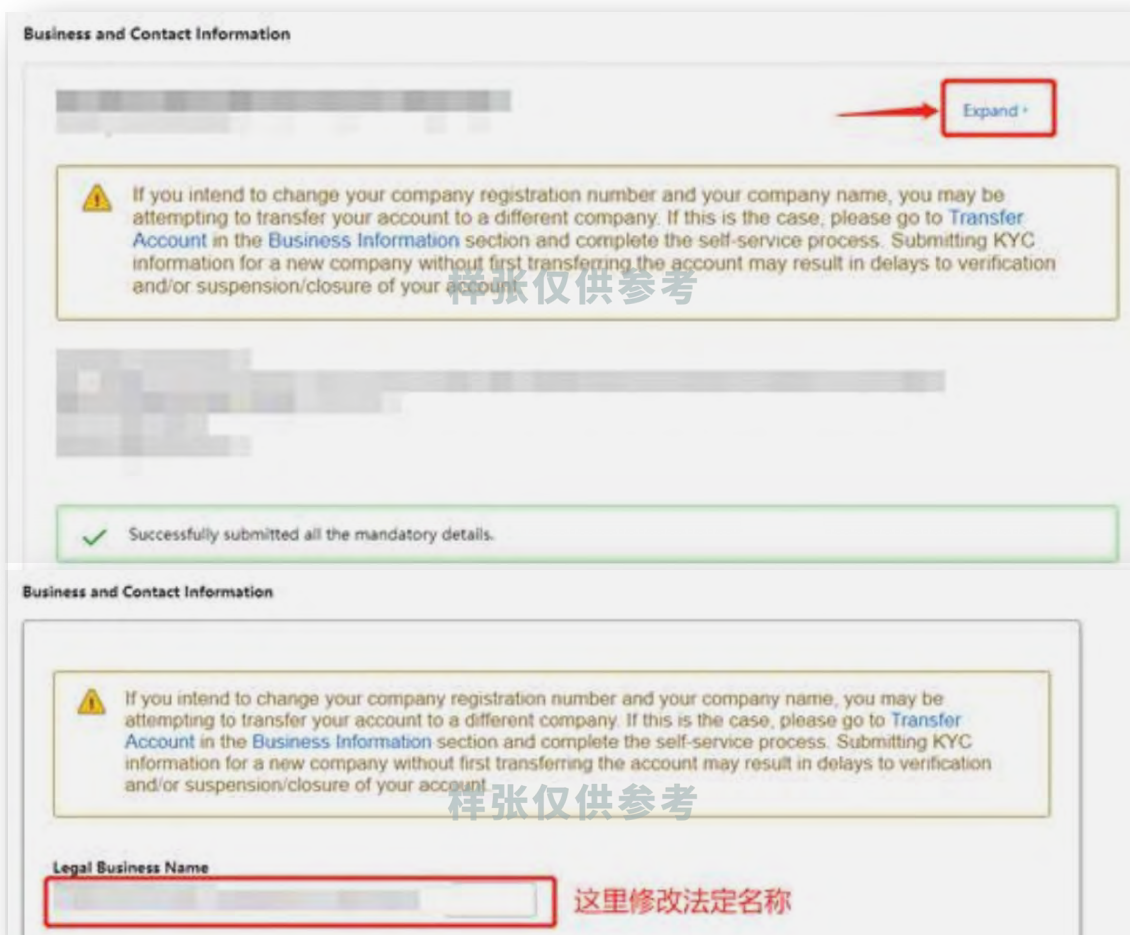 Business and Contact Information
Expand
If you intend to change your company registration number and your company name, you may be
attempting to transfer your account to a different company. If this is the case, please go to Transfer
Account in the Business Information section and complete the self-service process. Submitting KYC
information for a new company without first transferring the account may result in delays to verification
and/or suspension/closure of your account.
样张仅供参考
Successfully submitted all the mandatory details.
Business and Contact Information
If you intend to change your company registration number and your company name, you may be
attempting to transfer your account to a different company. If this is the case, please go to Transfer
Account in the Business Information section and complete the self-service process. Submitting KYC
information for a new company without first transferring the account may result in delays to verification
and/or suspension/closure of your account
样张仅供参考
Legal Business Name
这里修改法定名称